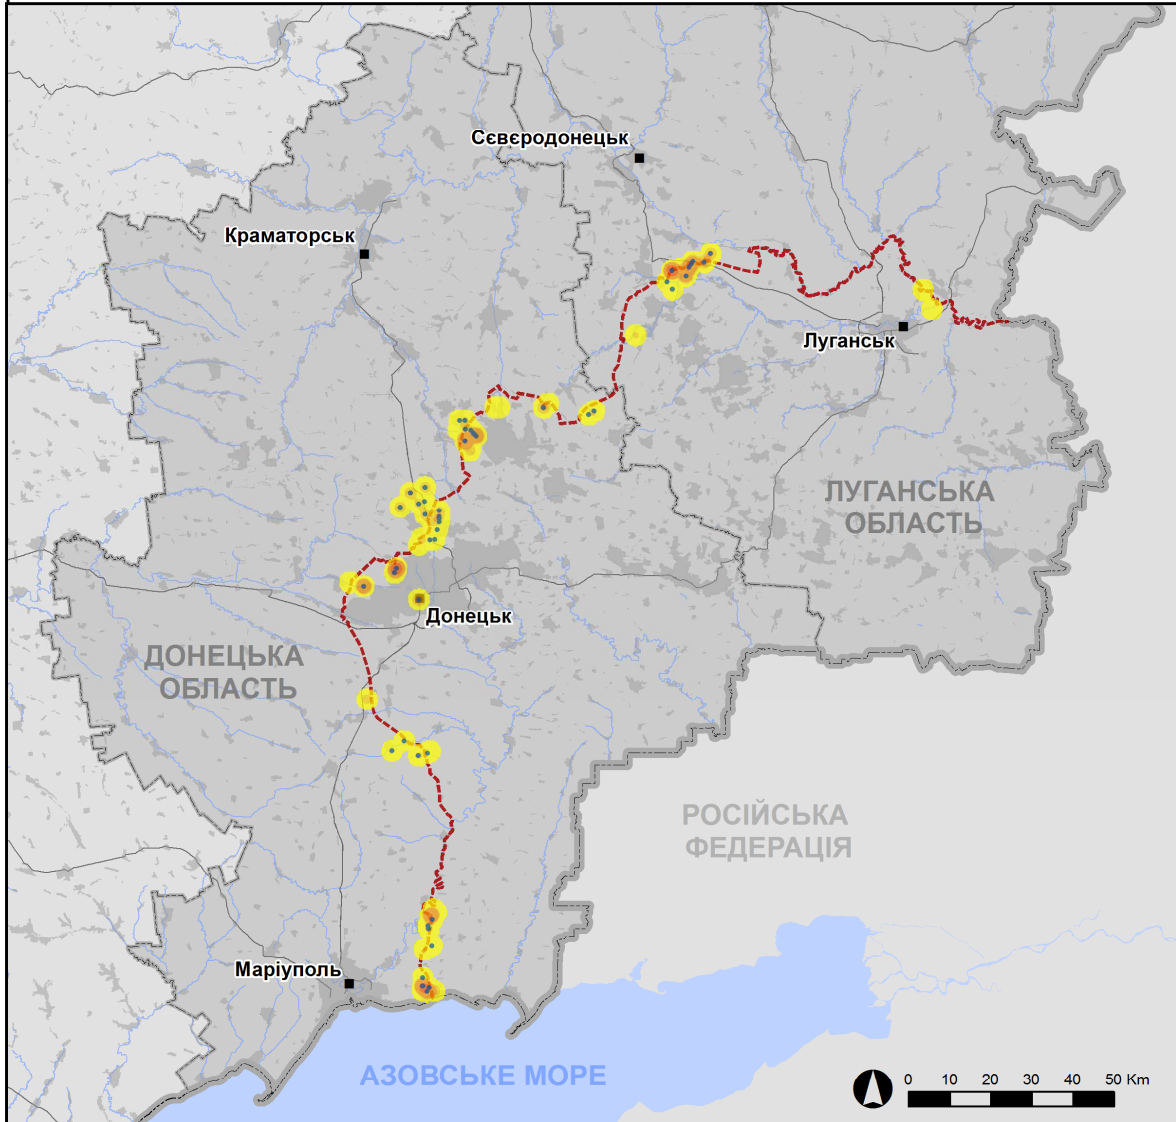 Сєвєродонецьк
Краматорськ
Луганськ
ЛУГАНСЬКА
ОБЛАСТЬ
Донецьк
ДОНЕЦЬКА
ОБЛАСТЬ
РОСІЙСЬКА
ФЕДЕРАЦІЯ
Маріуполь
АЗОВСЬКЕ МОРЕ
0 10 20 30 40 50 Km